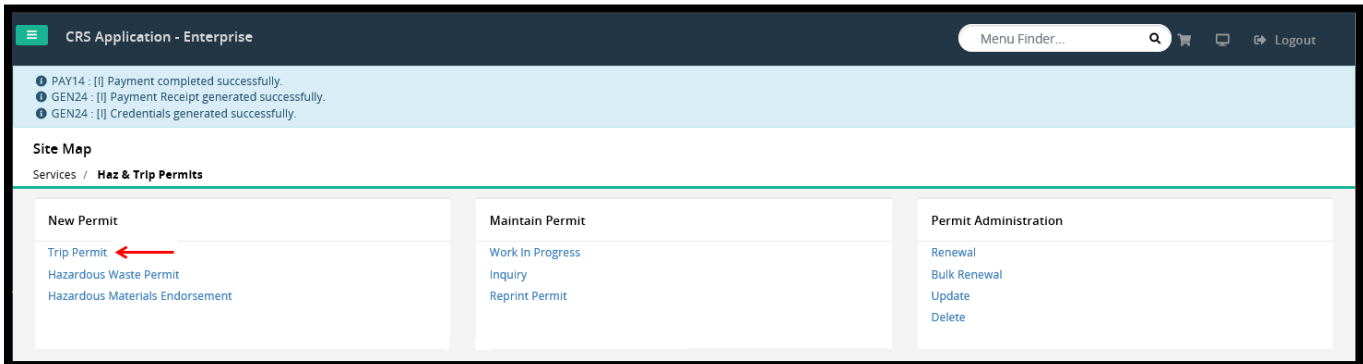 CRS Application - Enterprise
Menu Finder...
Logout
PAY14 : [I] Payment completed successfully.
GEN24 : [I] Payment Receipt generated successfully.
GEN24 : [I] Credentials generated successfully.
Site Map
Services / Haz & Trip Permits
New Permit
Trip Permit
Hazardous Waste Permit
Hazardous Materials Endorsement
Maintain Permit
Work In Progress
Inquiry
Reprint Permit
Permit Administration
Renewal
Bulk Renewal
Update
Delete